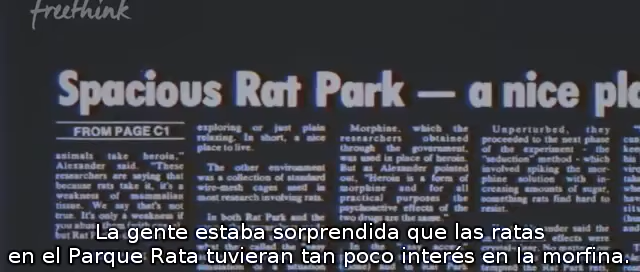 freethink
Spacious Rat Park — a nice pl
FROM PAGE C1
animals take heroin,"
Alexander said. "These
researchers are saying that
because rats take it, it's a
weakness of mammalian
tissue. We say that's not
true. It's only a weakness if
exploring or just plain
relaxing. In short, a nice
place to live.
The other environment
was a collection of standard
wire-mesh cages used in
most research involving rats.
In both Rat Park and the
Morphine, which the
researchers obtained
through the government,
was used in place of heroin.
But as Alexander pointed
out, "Heroin is a form of
morphine and for all
practical purposes the
psychoactive effects of the
two drugs are the same."
Unperturbed, they
proceeded to the next phase
of the experiment - the
"seduction" method - which
involved spiking the mor-
phine solution with in-
creasing amounts of sugar,
something rats find hard to
resist.
La gente estaba sorprendida que las ratas
en el Parque Rata tuvieran tan poco interés en la morfina.